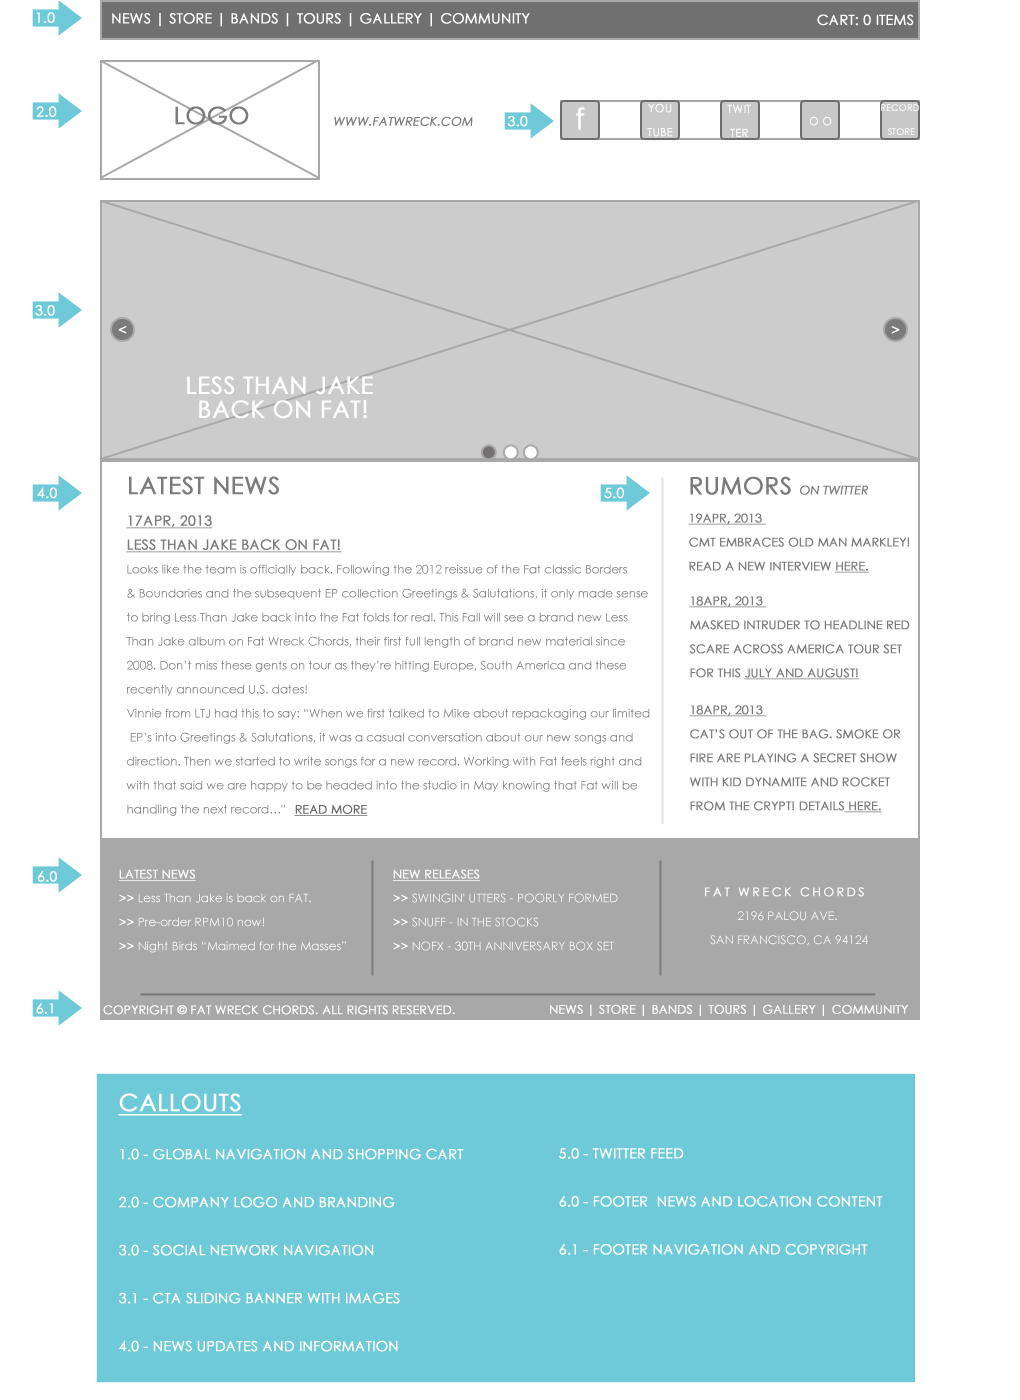 1.0
NEWS | STORE | BANDS | TOURS | GALLERY | COMMUNITY
CART: 0 ITEMS
2.0
LOGO
WWW.FATWRECK.COM
3.0
f
YOU
TUBE
TWIT
TER
O O
RECORD
STORE
3.0
<
>
LESS THAN JAKE
BACK ON FAT!
4.0
LATEST NEWS
17APR, 2013
LESS THAN JAKE BACK ON FAT!
Looks like the team is officially back. Following the 2012 reissue of the Fat classic Borders
& Boundaries and the subsequent EP collection Greetings & Salutations, it only made sense
to bring Less Than Jake back into the Fat folds for real. This Fall will see a brand new Less
Than Jake album on Fat Wreck Chords, their first full length of brand new material since
2008. Don't miss these gents on tour as they're hitting Europe, South America and these
recently announced U.S. dates!
Vinnie from LTJ had this to say: “When we first talked to Mike about repackaging our limited
EP's into Greetings & Salutations, it was a casual conversation about our new songs and
direction. Then we started to write songs for a new record. Working with Fat feels right and
with that said we are happy to be headed into the studio in May knowing that Fat will be
handling the next record…” READ MORE
5.0
RUMORS ON TWITTER
19APR, 2013
CMT EMBRACES OLD MAN MARKLEY!
READ A NEW INTERVIEW HERE.
18APR, 2013
MASKED INTRUDER TO HEADLINE RED
SCARE ACROSS AMERICA TOUR SET
FOR THIS JULY AND AUGUST!
18APR, 2013
CAT'S OUT OF THE BAG. SMOKE OR
FIRE ARE PLAYING A SECRET SHOW
WITH KID DYNAMITE AND ROCKET
FROM THE CRYPT! DETAILS HERE.
6.0
LATEST NEWS
>> Less Than Jake is back on FAT.
>> Pre-order RPM10 now!
>> Night Birds “Maimed for the Masses”
NEW RELEASES
>> SWINGIN' UTTERS - POORLY FORMED
>> SNUFF - IN THE STOCKS
>> NOFX - 30TH ANNIVERSARY BOX SET
FAT WRECK CHORDS
2196 PALOU AVE.
SAN FRANCISCO, CA 94124
6.1
COPYRIGHT © FAT WRECK CHORDS. ALL RIGHTS RESERVED.
NEWS | STORE | BANDS | TOURS | GALLERY | COMMUNITY
CALLOUTS
1.0 - GLOBAL NAVIGATION AND SHOPPING CART
2.0 - COMPANY LOGO AND BRANDING
3.0 - SOCIAL NETWORK NAVIGATION
3.1 - CTA SLIDING BANNER WITH IMAGES
4.0 - NEWS UPDATES AND INFORMATION
5.0 - TWITTER FEED
6.0 - FOOTER NEWS AND LOCATION CONTENT
6.1 - FOOTER NAVIGATION AND COPYRIGHT